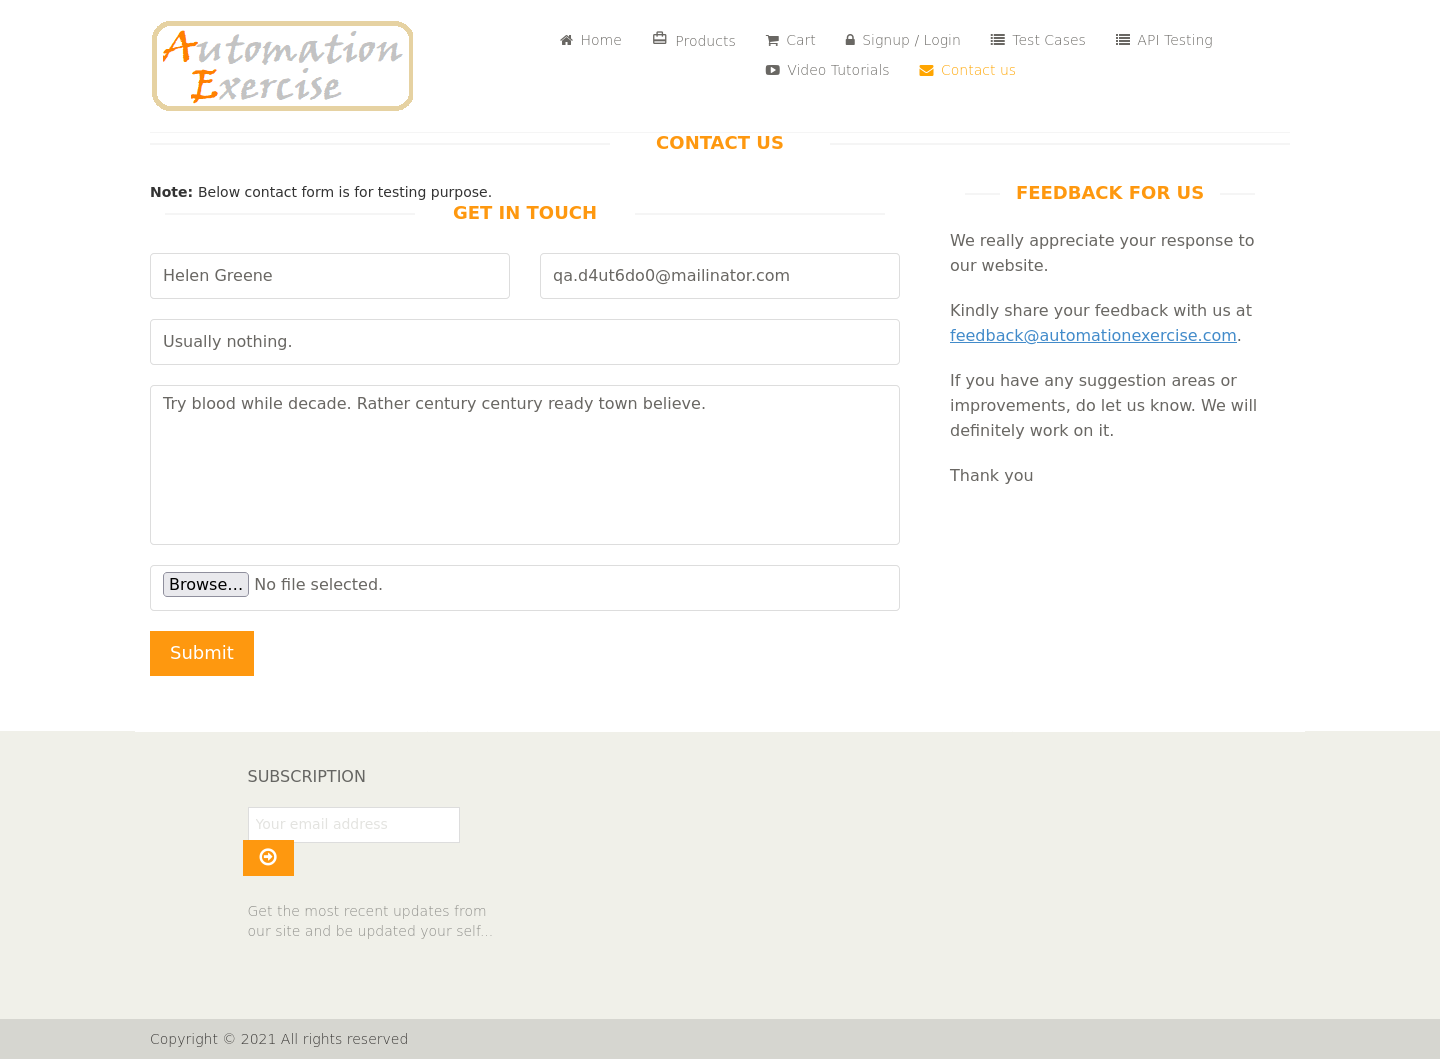 Automation
Exercise
Home
Products
Cart
Signup / Login
Test Cases
API Testing
Video Tutorials
Contact us
CONTACT US
Note: Below contact form is for testing purpose.
GET IN TOUCH
Helen Greene
qa.d4ut6do0@mailinator.com
Usually nothing.
Try blood while decade. Rather century century ready town believe.
Browse... No file selected.
Submit
FEEDBACK FOR US
We really appreciate your response to
our website.
Kindly share your feedback with us at
feedback@automationexercise.com.
If you have any suggestion areas or
improvements, do let us know. We will
definitely work on it.
Thank you
SUBSCRIPTION
Your email address
Get the most recent updates from
our site and be updated your self...
Copyright © 2021 All rights reserved